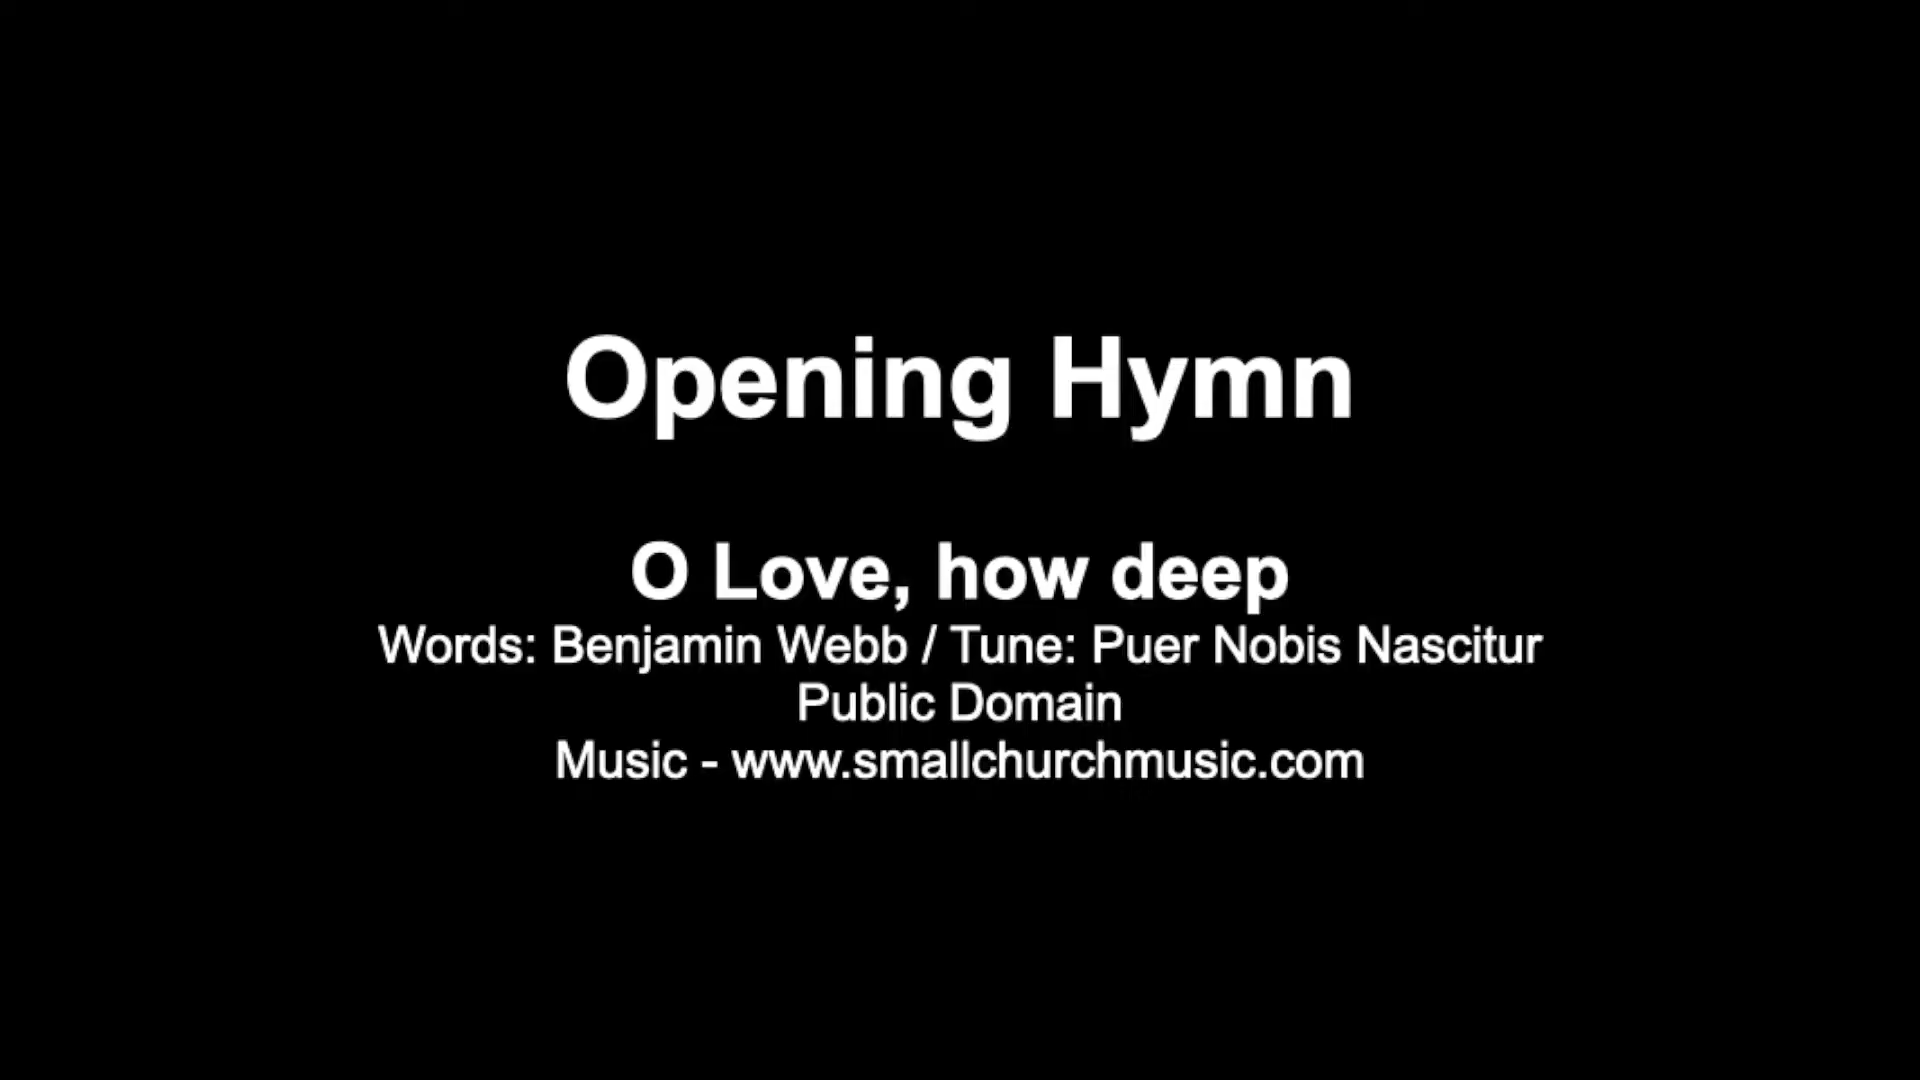 Opening Hymn
O Love, how deep
Words: Benjamin Webb / Tune: Puer Nobis Nascitur
Public Domain
Music - www.smallchurchmusic.com